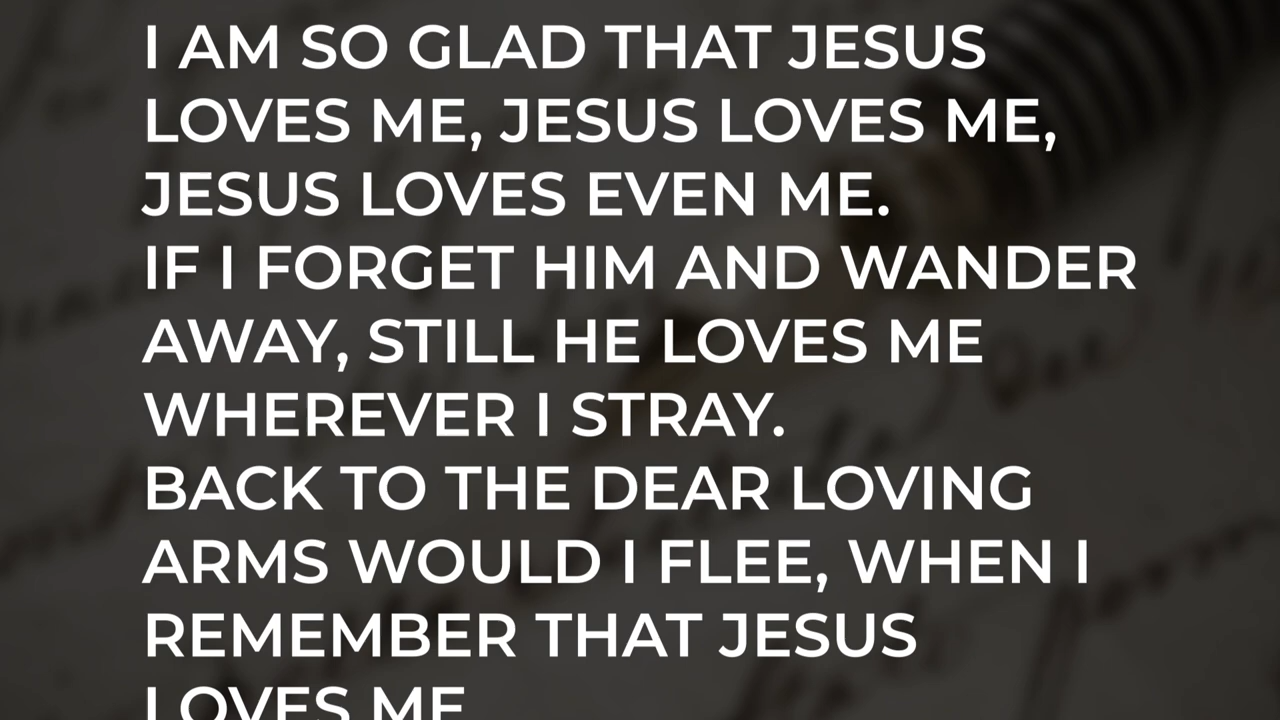 I AM SO GLAD THAT JESUS
LOVES ME, JESUS LOVES ME,
JESUS LOVES EVEN ME.
IF I FORGET HIM AND WANDER
AWAY, STILL HE LOVES ME
WHEREVER I STRAY.
BACK TO THE DEAR LOVING
ARMS WOULD I FLEE, WHEN I
REMEMBER THAT JESUS
LOVES ME